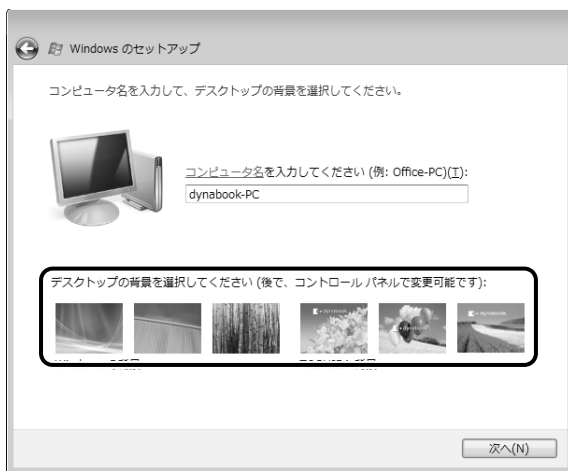 Windows のセットアップ
コンピュータ名を入力して、デスクトップの背景を選択してください。
コンピュータ名を入力してください (例: Office-PC)(T):
dynabook-PC
デスクトップの背景を選択してください (後で、コントロール パネルで変更可能です):
dynabook
dynabook
dynabook
次へ(N)